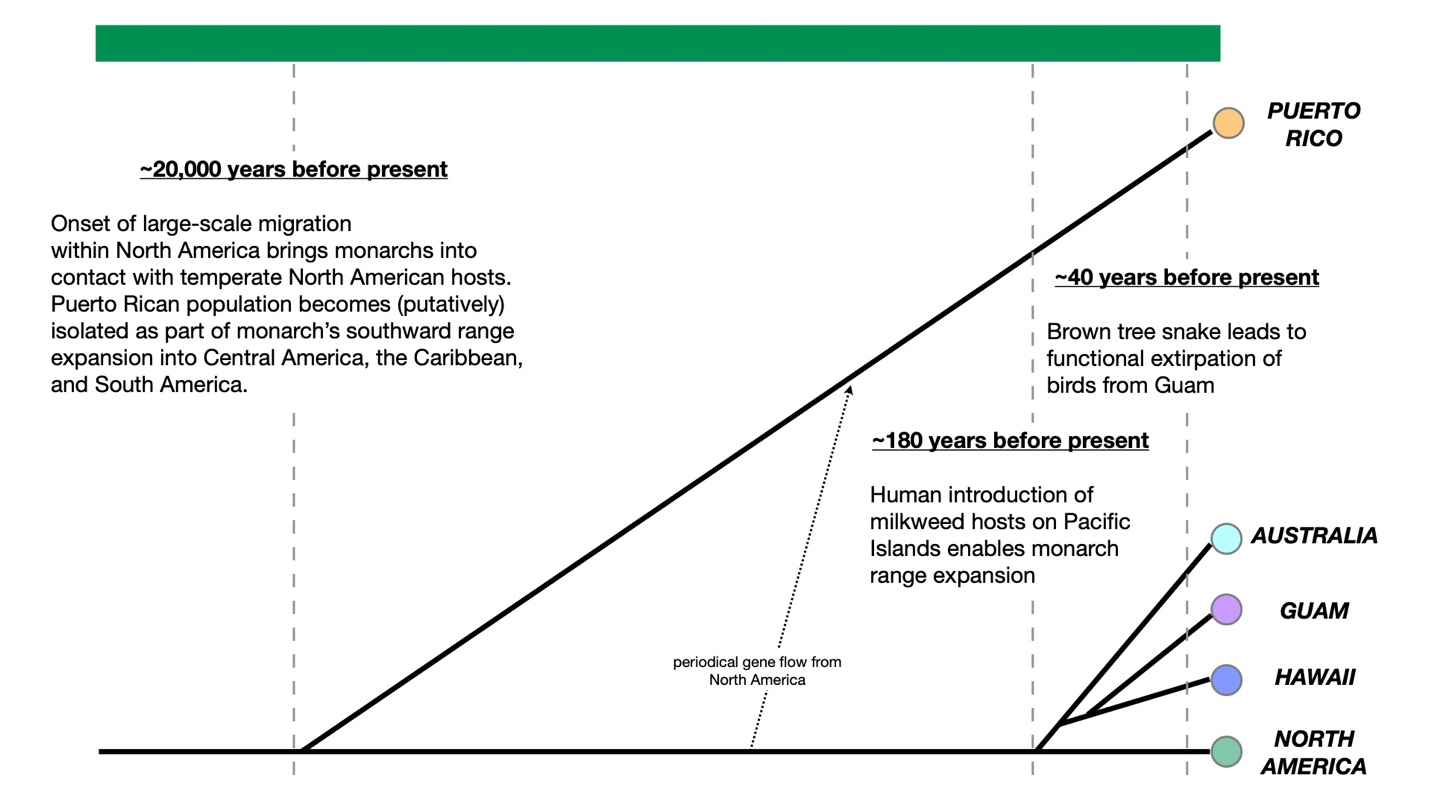 PUERTO
RICO
~20,000 years before present
Onset of large-scale migration
within North America brings monarchs into
contact with temperate North American hosts.
Puerto Rican population becomes (putatively)
isolated as part of monarch’s southward range
expansion into Central America, the Caribbean,
and South America.
~40 years before present
Brown tree snake leads to
functional extirpation of
birds from Guam
~180 years before present
Human introduction of
milkweed hosts on Pacific
Islands enables monarch
range expansion
AUSTRALIA
GUAM
periodical gene flow from
North America
HAWAII
NORTH
AMERICA